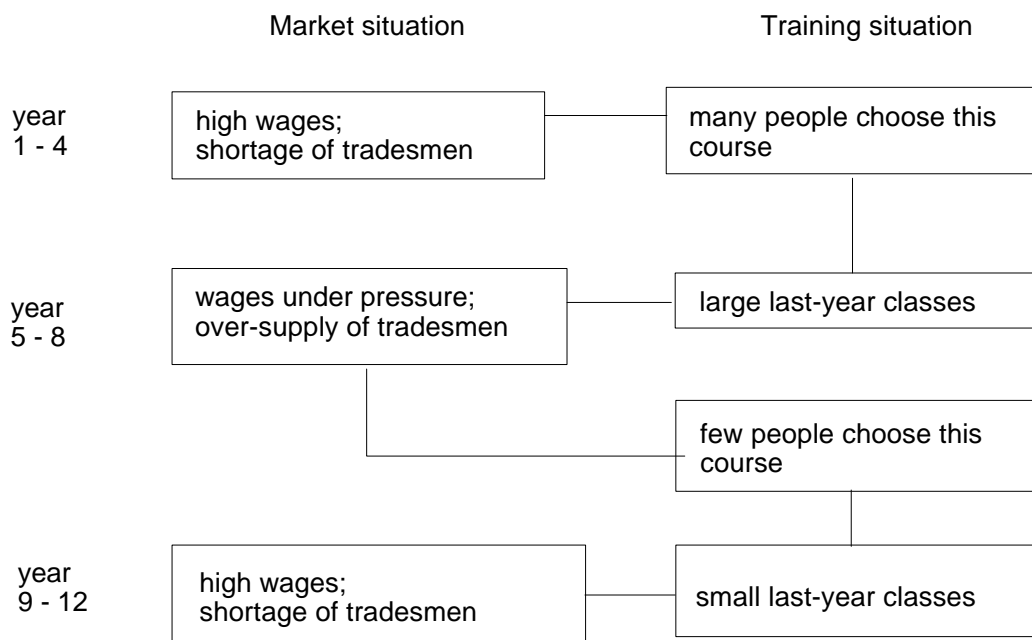 Market situation
Training situation
year
1 - 4
high wages;
shortage of tradesmen
many people choose this
course
year
5 - 8
wages under pressure;
over-supply of tradesmen
large last-year classes
few people choose this
course
year
9 - 12
high wages;
shortage of tradesmen
small last-year classes